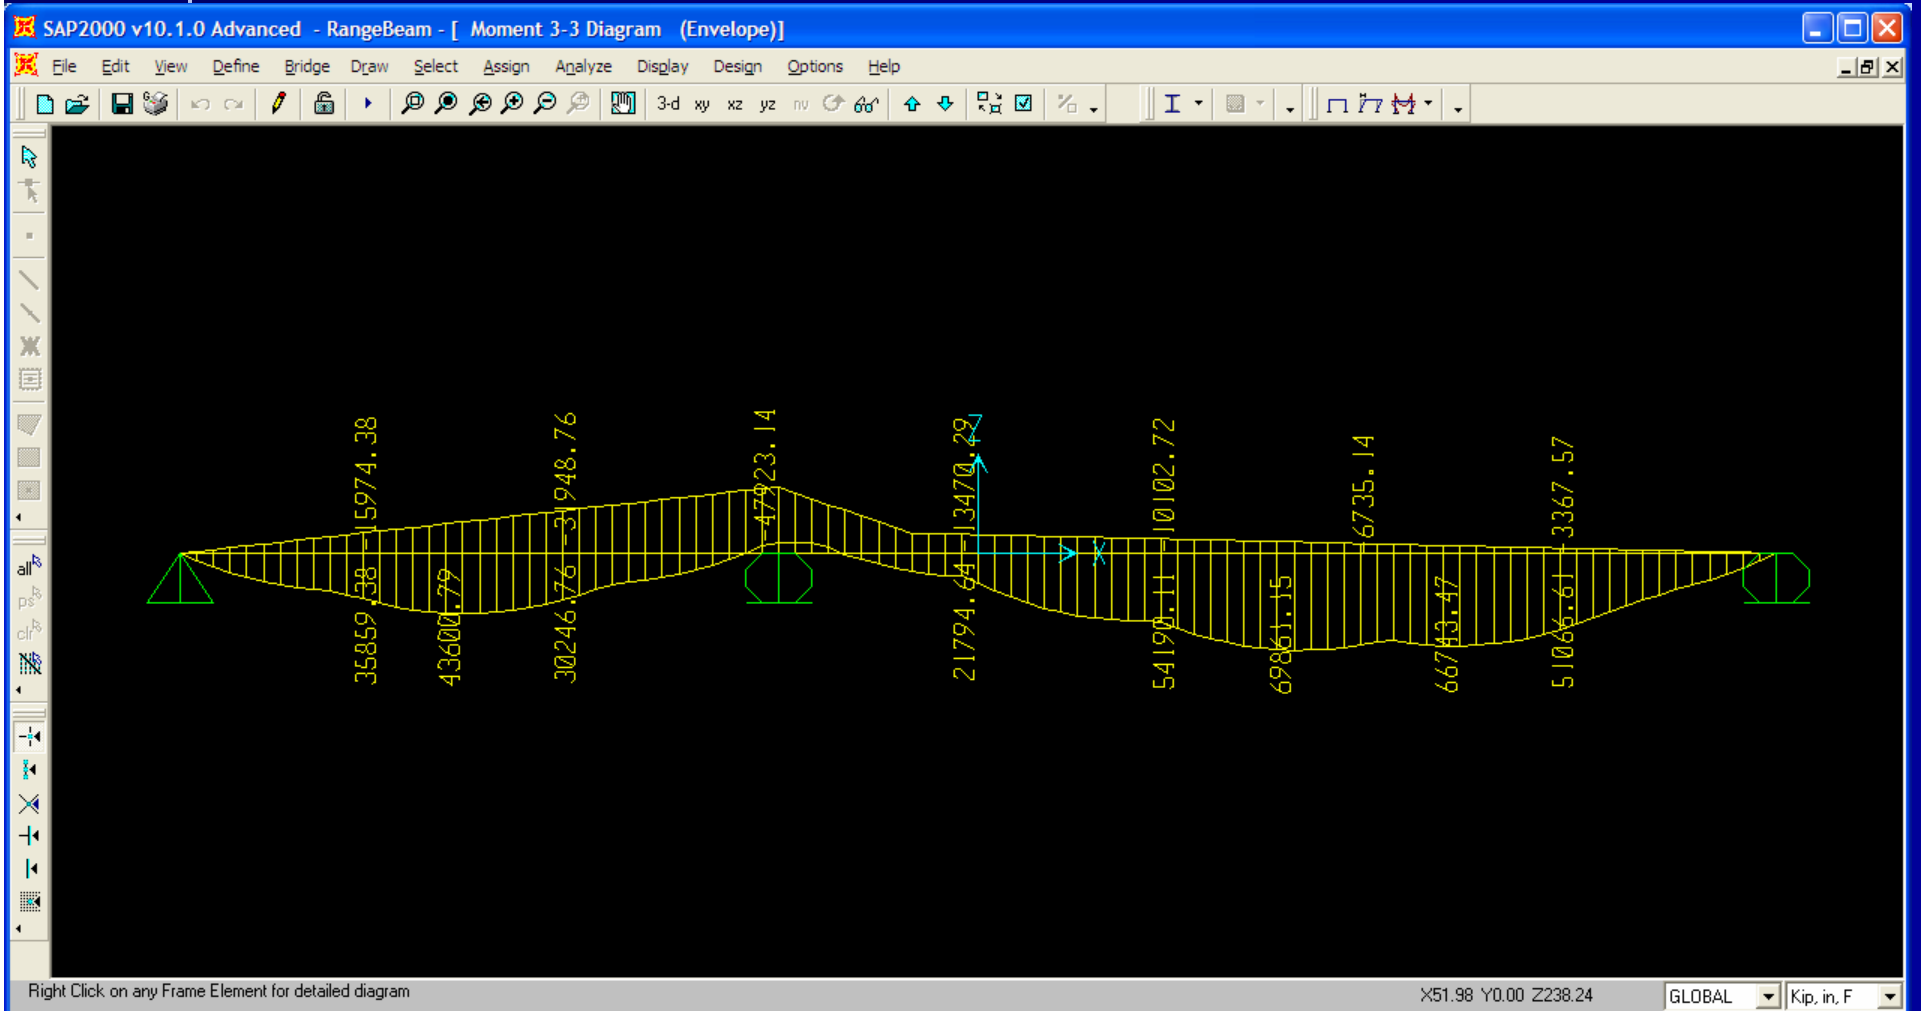 SAP2000 v10.1.0 Advanced - RangeBeam - [ Moment 3-3 Diagram (Envelope)]
File Edit View Define Bridge Draw Select Assign Analyze Display Design Options Help
3-d xy xz yz nv
all
ps
clr
-15974.38
-31948.76
-47923.14
-13470.29
-10102.72
-6735.14
-3367.57
Z
X
35859.38
43600.79
30246.76
21794.64
54190.11
69861.15
66743.47
51066.61
Right Click on any Frame Element for detailed diagram
X51.98 Y0.00 Z238.24
GLOBAL
Kip, in, F